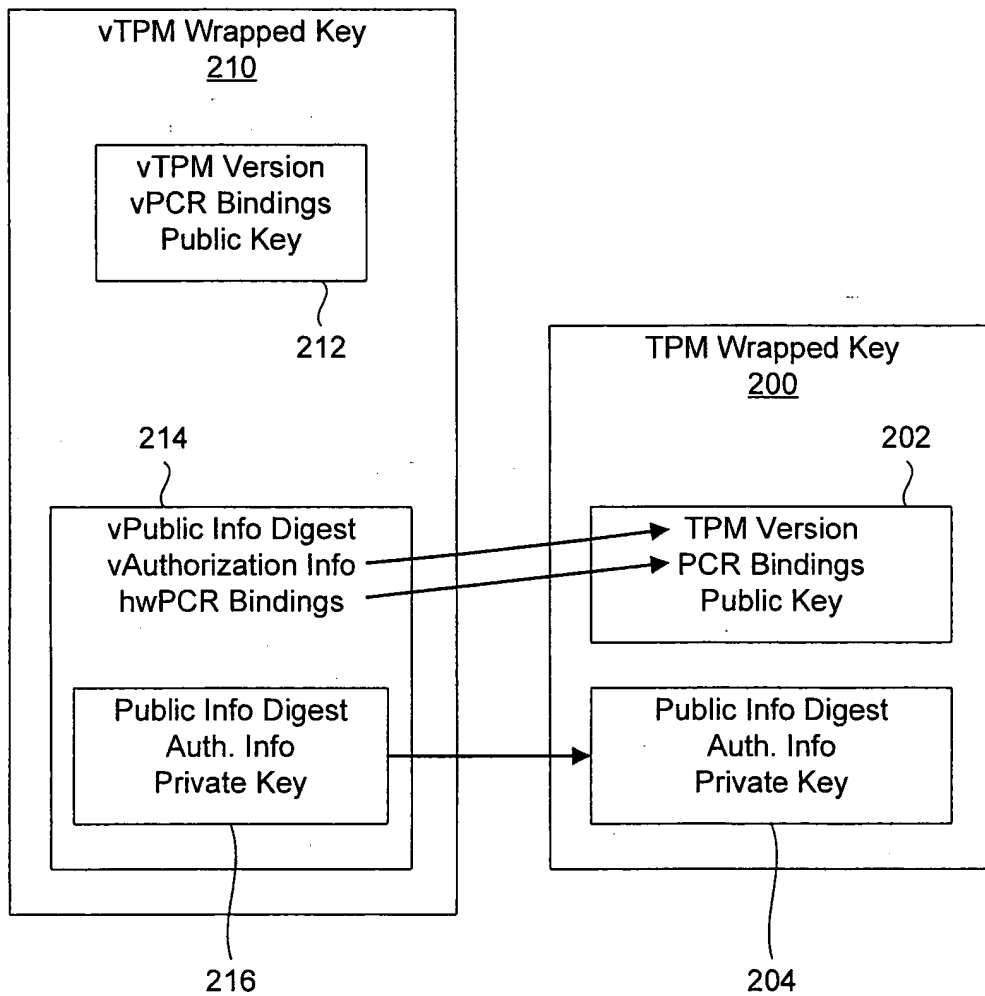 vTPM Wrapped Key
210
vTPM Version
vPCR Bindings
Public Key
212
TPM Wrapped Key
200
214
202
vPublic Info Digest
vAuthorization Info
hwPCR Bindings
TPM Version
PCR Bindings
Public Key
Public Info Digest
Auth. Info
Private Key
Public Info Digest
Auth. Info
Private Key
216
204